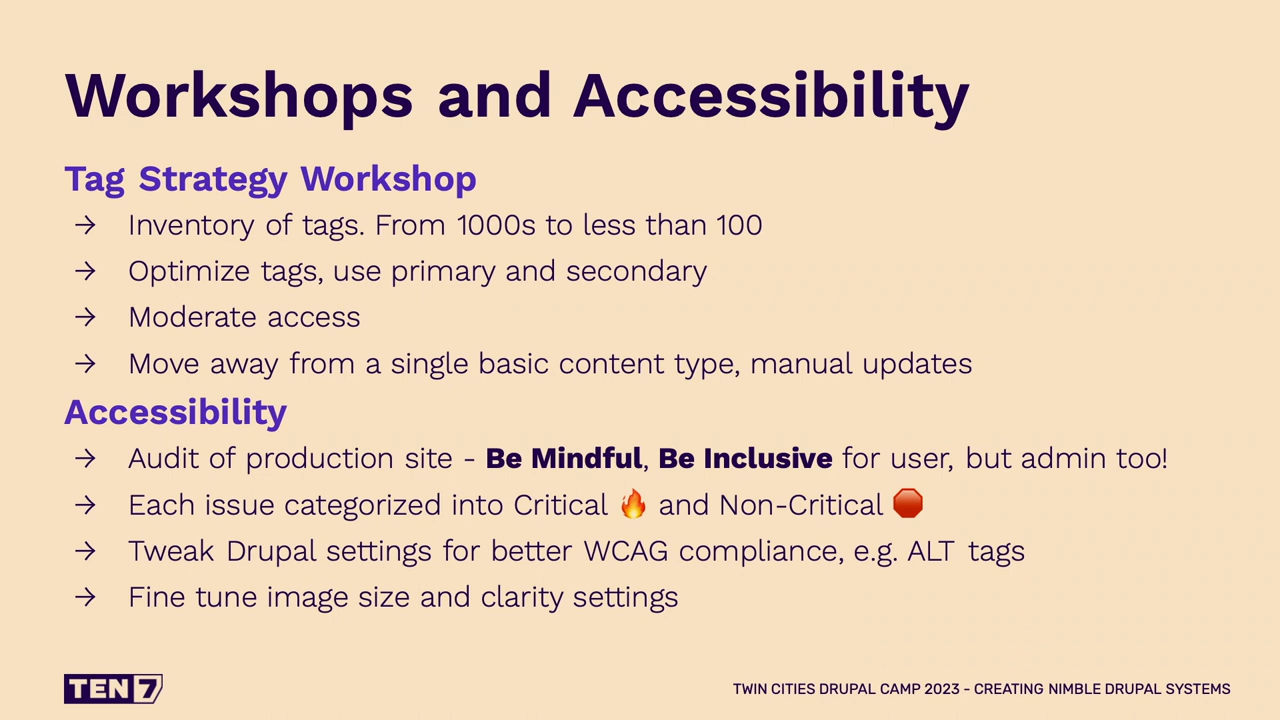 Workshops and Accessibility
Tag Strategy Workshop
→ Inventory of tags. From 1000s to less than 100
→ Optimize tags, use primary and secondary
→ Moderate access
→ Move away from a single basic content type, manual updates
Accessibility
→ Audit of production site - Be Mindful, Be Inclusive for user, but admin too!
→ Each issue categorized into Critical 🔥 and Non-Critical 🛑
→ Tweak Drupal settings for better WCAG compliance, e.g. ALT tags
→ Fine tune image size and clarity settings
TEN7
TWIN CITIES DRUPAL CAMP 2023 - CREATING NIMBLE DRUPAL SYSTEMS